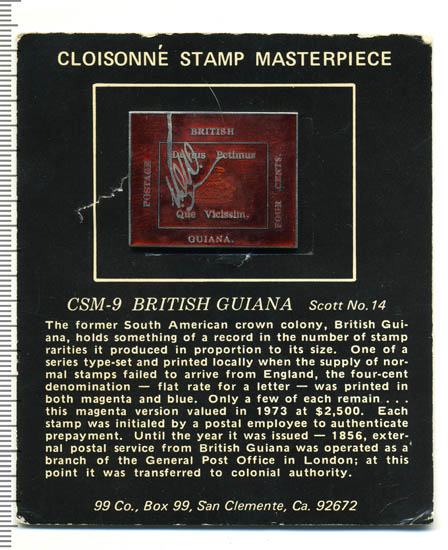 CLOISONNÉ STAMP MASTERPIECE
BRITISH
Damus Petimus
POSTAGE
FOUR CENTS.
Que Vicissim.
GUIANA.
CSM-9 BRITISH GUIANA Scott No.14
The former South American crown colony, British Gui-
ana, holds something of a record in the number of stamp
rarities it produced in proportion to its size. One of a
series type-set and printed locally when the supply of nor-
mal stamps failed to arrive from England, the four-cent
denomination — flat rate for a letter — was printed in
both magenta and blue. Only a few of each remain . . .
this magenta version valued in 1973 at $2,500. Each
stamp was initialed by a postal employee to authenticate
prepayment. Until the year it was issued — 1856, exter-
nal postal service from British Guiana was operated as a
branch of the General Post Office in London; at this
point it was transferred to colonial authority.
99 Co., Box 99, San Clemente, Ca. 92672